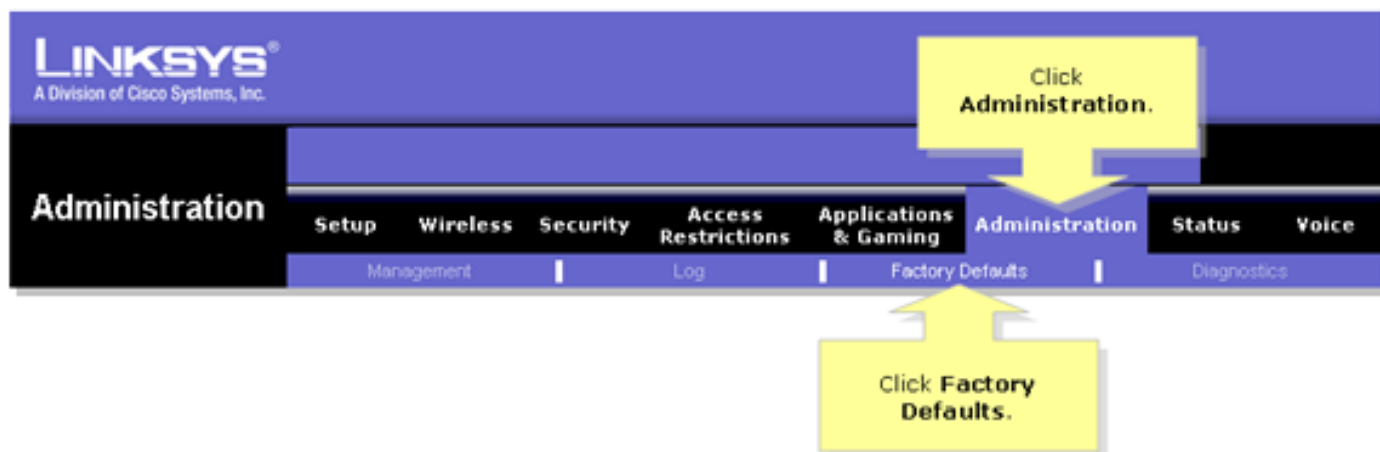 LINKSYS®
A Division of Cisco Systems, Inc.
Click
Administration.
Administration
Setup
Wireless
Security
Access
Restrictions
Applications
& Gaming
Administration
Status
Voice
Management
Log
Factory Defaults
Diagnostics
Click Factory
Defaults.